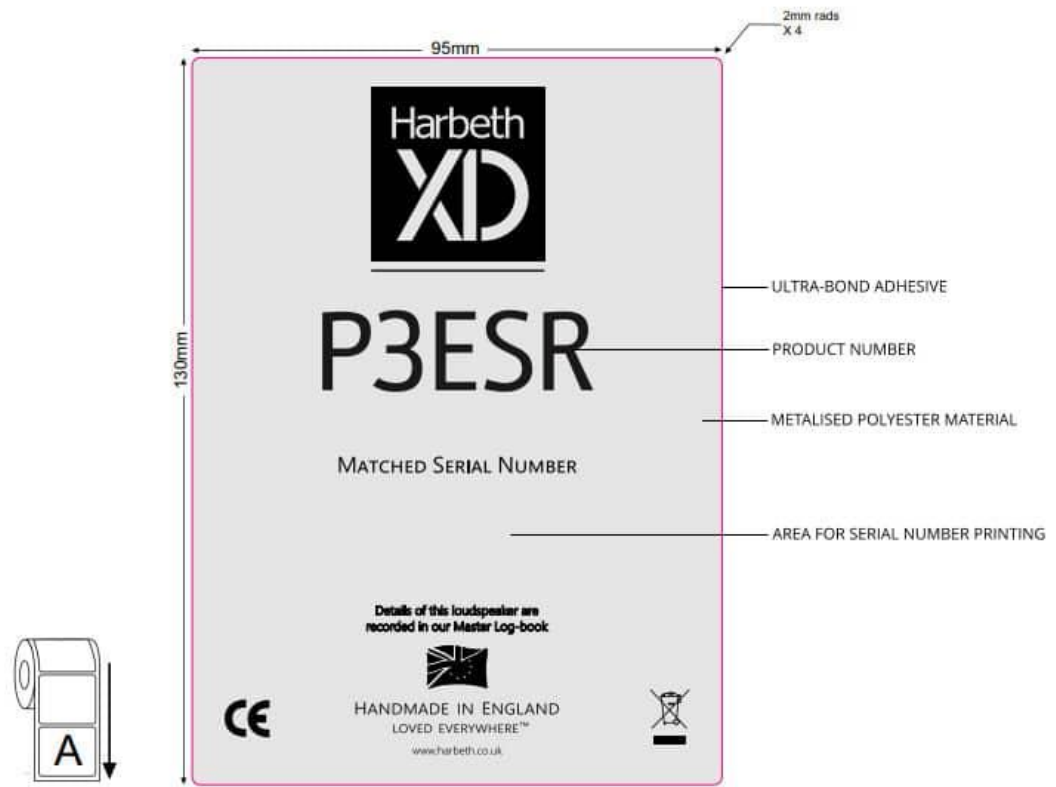 2mm rads
X 4
95mm
130mm
Harbeth
XD
P3ESR
ULTRA-BOND ADHESIVE
PRODUCT NUMBER
METALISED POLYESTER MATERIAL
MATCHED SERIAL NUMBER
AREA FOR SERIAL NUMBER PRINTING
Details of this loudspeaker are
recorded in our Master Log-book
CE
HANDMADE IN ENGLAND
LOVED EVERYWHERE™
www.harbeth.co.uk
A